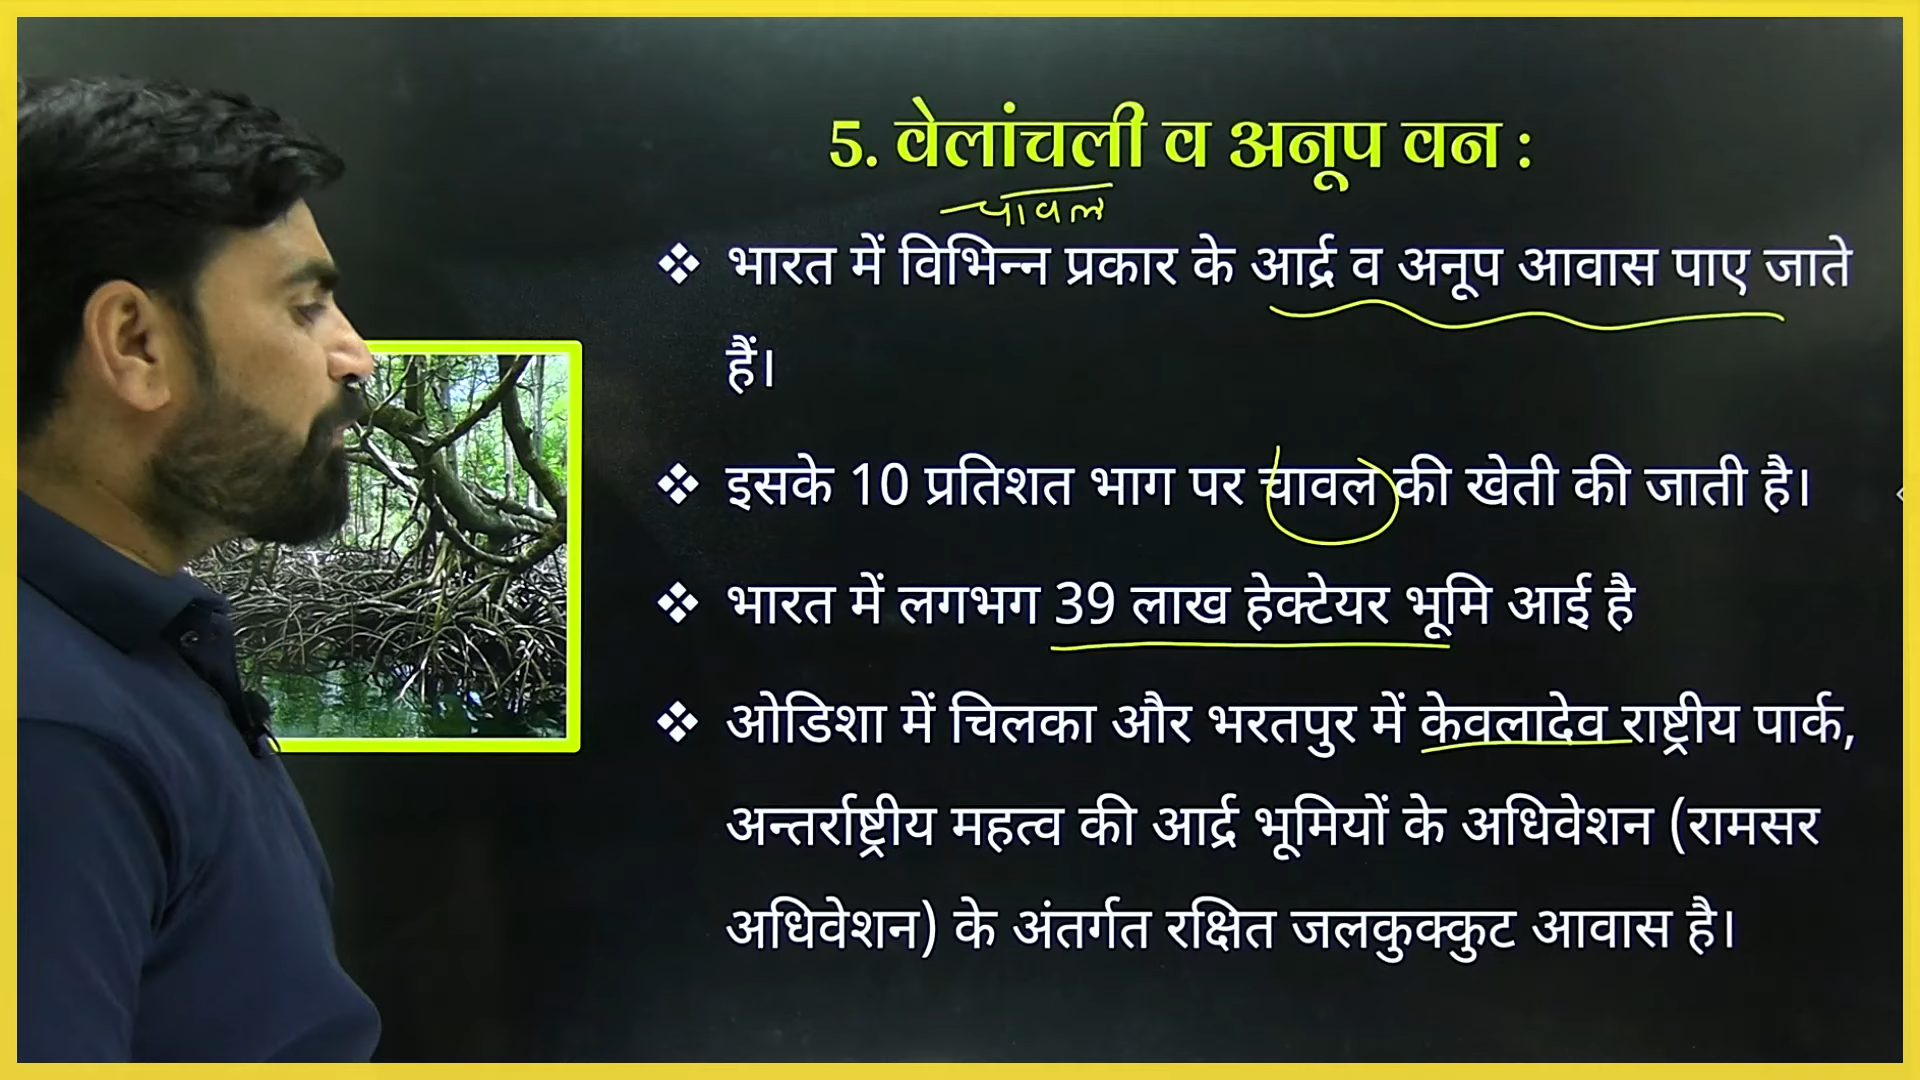 5. वेलांचली व अनूप वन :
चावल
❖ भारत में विभिन्न प्रकार के आर्द्र व अनूप आवास पाए जाते
हैं।
❖ इसके 10 प्रतिशत भाग पर चावल की खेती की जाती है।
❖ भारत में लगभग 39 लाख हेक्टेयर भूमि आई है
❖ ओडिशा में चिलका और भरतपुर में केवलादेव राष्ट्रीय पार्क,
अन्तर्राष्ट्रीय महत्व की आर्द्र भूमियों के अधिवेशन (रामसर
अधिवेशन) के अंतर्गत रक्षित जलकुक्कुट आवास है।